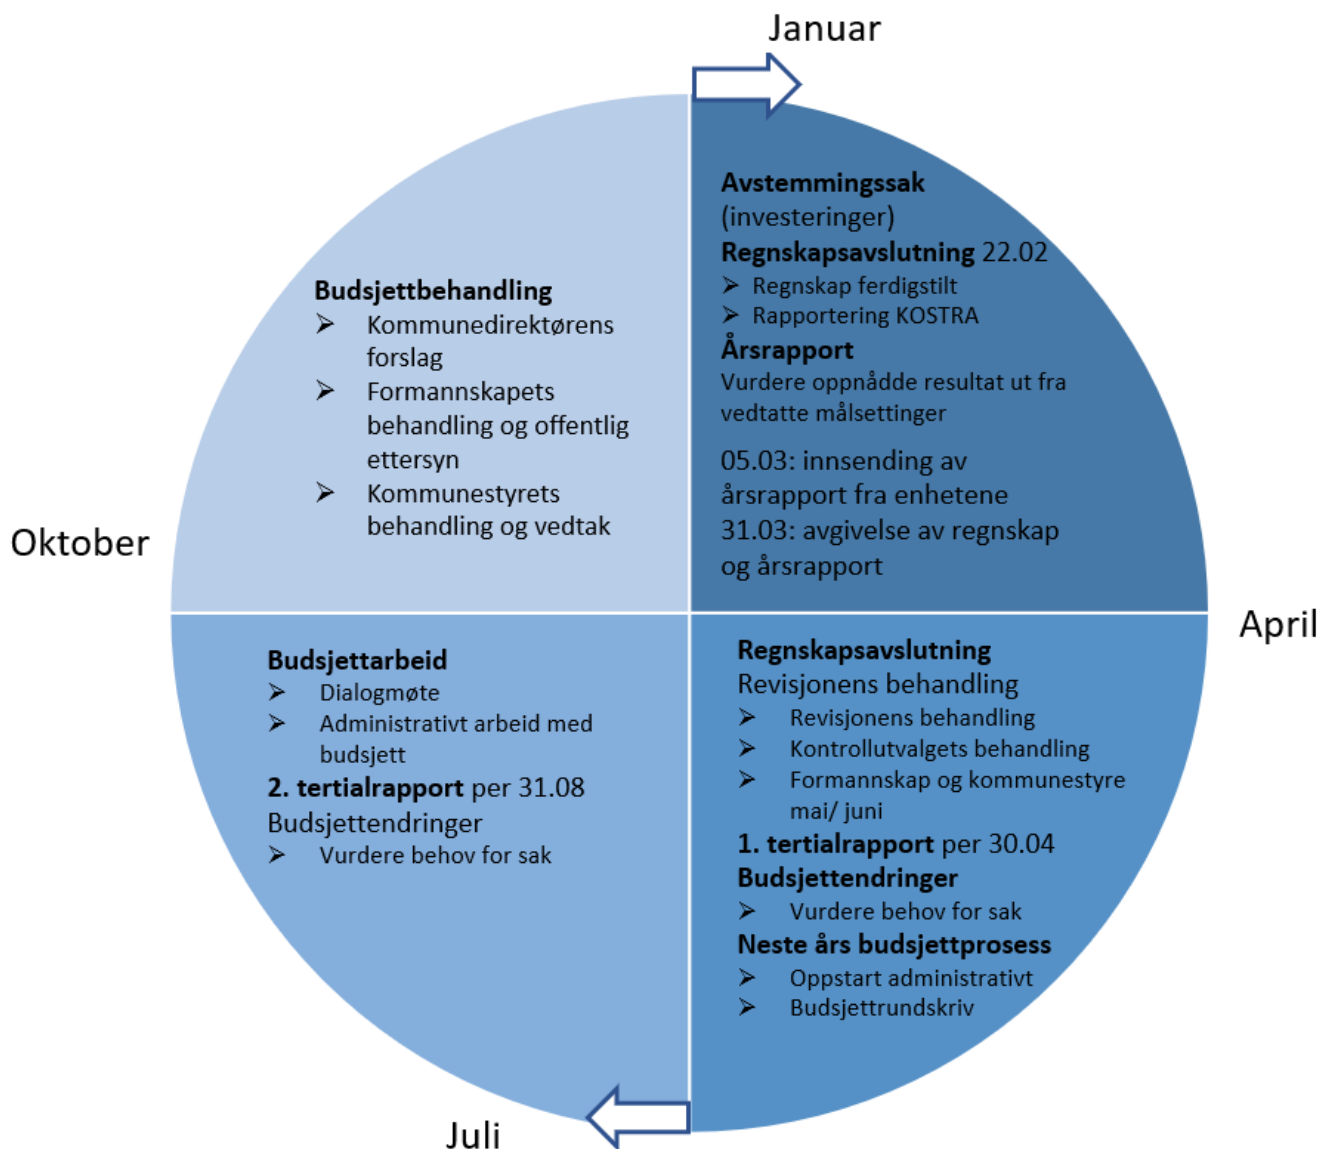 Januar
Avstemmingssak
(investeringer)
Regnskapsavslutning 22.02
➢ Regnskap ferdigstilt
➢ Rapportering KOSTRA
Årsrapport
Vurdere oppnådde resultat ut fra
vedtatte målsettinger
05.03: innsending av
årsrapport fra enhetene
31.03: avgivelse av regnskap
og årsrapport
April
Regnskapsavslutning
Revisjonens behandling
➢ Revisjonens behandling
➢ Kontrollutvalgets behandling
➢ Formannskap og kommunestyre
mai/ juni
1. tertialrapport per 30.04
Budsjettendringer
➢ Vurdere behov for sak
Neste års budsjettprosess
➢ Oppstart administrativt
➢ Budsjettrundskriv
Juli
Budsjettarbeid
➢ Dialogmøte
➢ Administrativt arbeid med
budsjett
2. tertialrapport per 31.08
Budsjettendringer
➢ Vurdere behov for sak
Oktober
Budsjettbehandling
➢ Kommunedirektørens
forslag
➢ Formannskapets
behandling og offentlig
ettersyn
➢ Kommunestyrets
behandling og vedtak